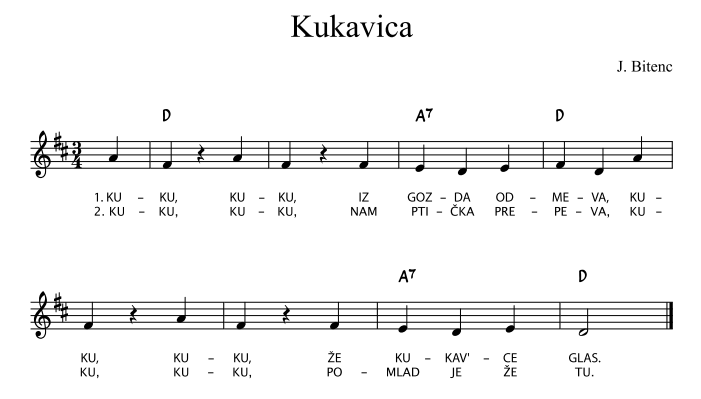 Kukavica
J. Bitenc
D A7 D
1. KU – KU, KU – KU, IZ GOZ – DA OD – ME – VA, KU –
2. KU – KU, KU – KU, NAM PTI – ČKA PRE – PE – VA, KU –
A7 D
KU, KU – KU, ŽE KU – KAV' – CE GLAS.
KU, KU – KU, PO – MLAD JE ŽE TU.